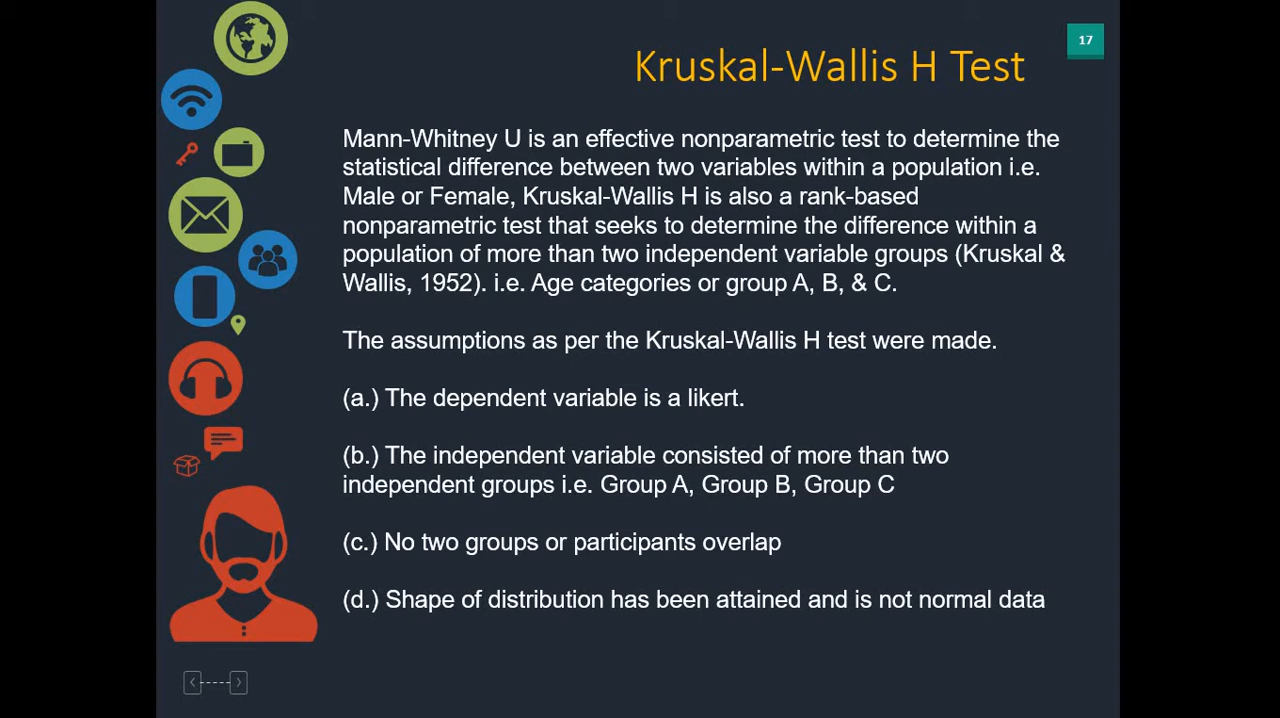 17
Kruskal-Wallis H Test
Mann-Whitney U is an effective nonparametric test to determine the
statistical difference between two variables within a population i.e.
Male or Female, Kruskal-Wallis H is also a rank-based
nonparametric test that seeks to determine the difference within a
population of more than two independent variable groups (Kruskal &
Wallis, 1952). i.e. Age categories or group A, B, & C.
The assumptions as per the Kruskal-Wallis H test were made.
(a.) The dependent variable is a likert.
(b.) The independent variable consisted of more than two
independent groups i.e. Group A, Group B, Group C
(c.) No two groups or participants overlap
(d.) Shape of distribution has been attained and is not normal data